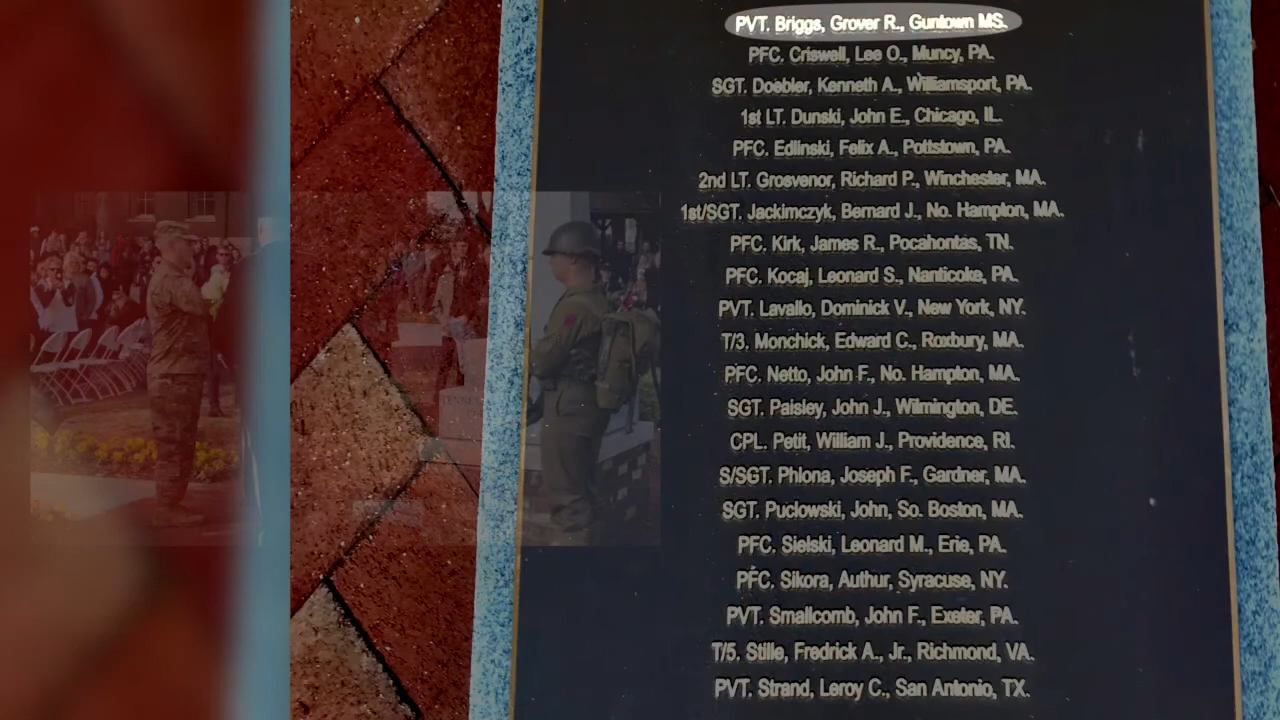 PVT. Briggs, Grover R., Guntown MS.
PFC. Criswell, Lee O., Muncy, PA.
SGT. Doebler, Kenneth A., Williamsport, PA.
1st LT. Dunski, John E., Chicago, IL.
PFC. Edlinski, Felix A., Pottstown, PA.
2nd LT. Grosvenor, Richard P., Winchester, MA.
1st/SGT. Jackimczyk, Bernard J., No. Hampton, MA.
PFC. Kirk, James R., Pocahontas, TN.
PFC. Kocaj, Leonard S., Nanticoke, PA.
PVT. Lavallo, Dominick V., New York, NY.
T/3. Monchick, Edward C., Roxbury, MA.
PFC. Netto, John F., No. Hampton, MA.
SGT. Paisley, John J., Wilmington, DE.
CPL. Petit, William J., Providence, RI.
S/SGT. Phlona, Joseph F., Gardner, MA.
SGT. Puclowski, John, So. Boston, MA.
PFC. Sielski, Leonard M., Erie, PA.
PFC. Sikora, Authur, Syracuse, NY.
PVT. Smallcomb, John F., Exeter, PA.
T/5. Stille, Fredrick A., Jr., Richmond, VA.
PVT. Strand, Leroy C., San Antonio, TX.